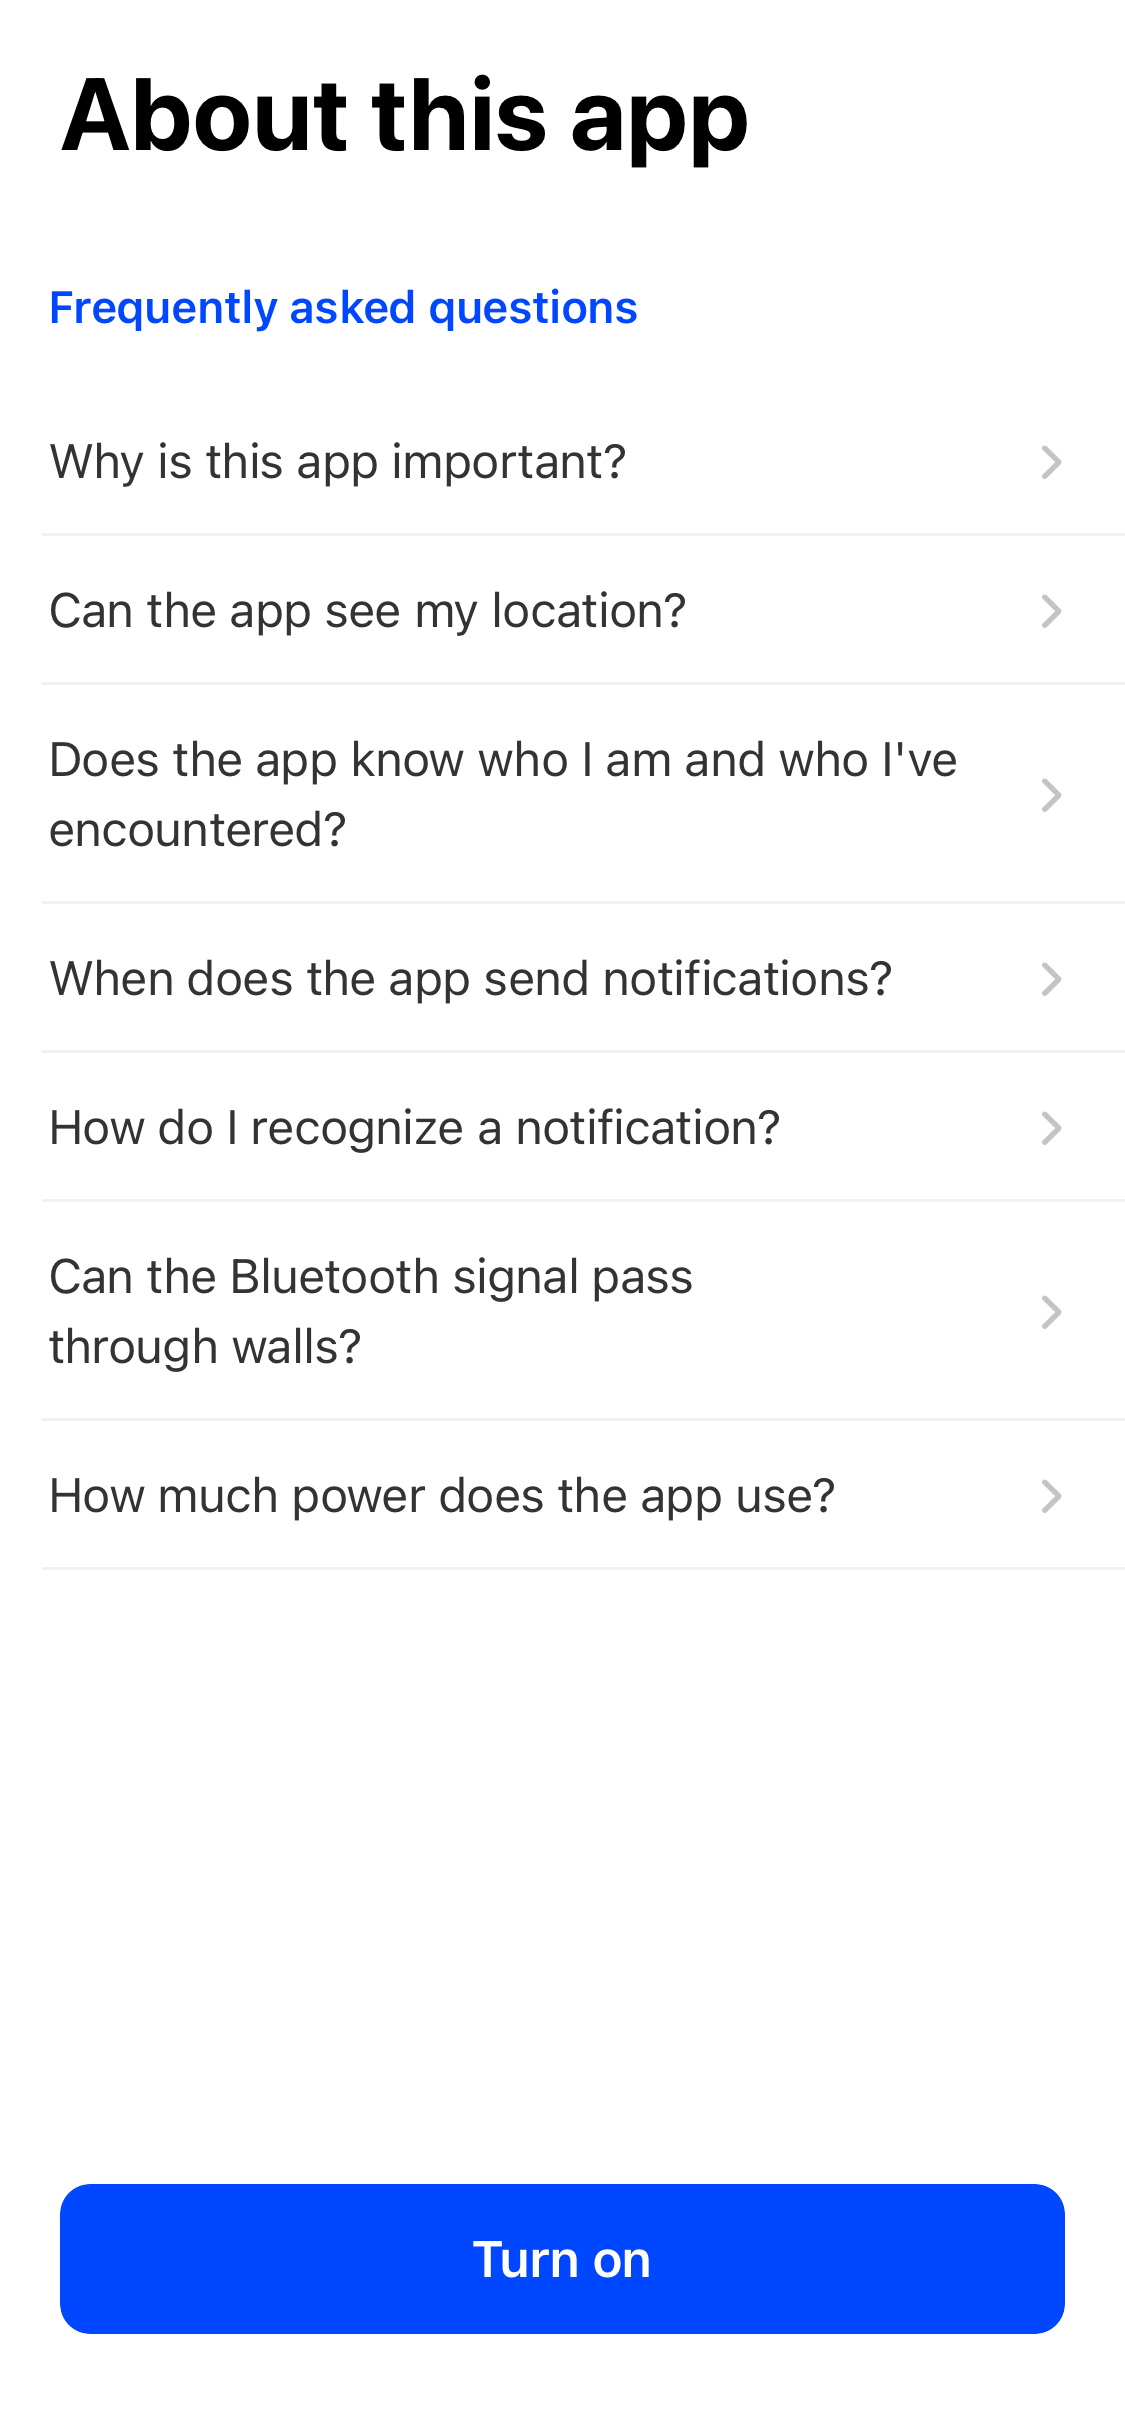 About this app
Frequently asked questions
Why is this app important?
Can the app see my location?
Does the app know who I am and who I've
encountered?
When does the app send notifications?
How do I recognize a notification?
Can the Bluetooth signal pass
through walls?
How much power does the app use?
Turn on